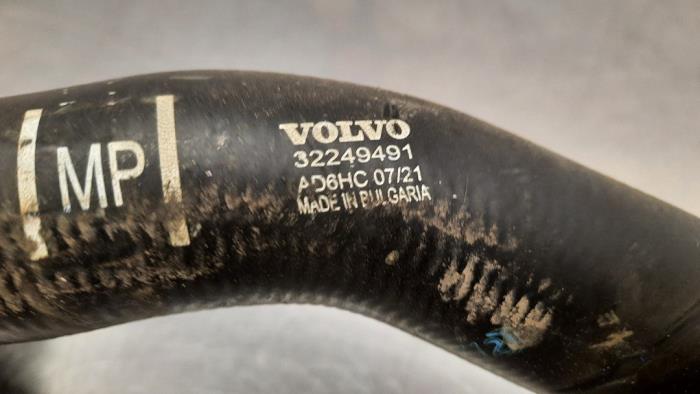 MP
VOLVO
32249491
AD6HC 07/21
MADE IN BULGARIA